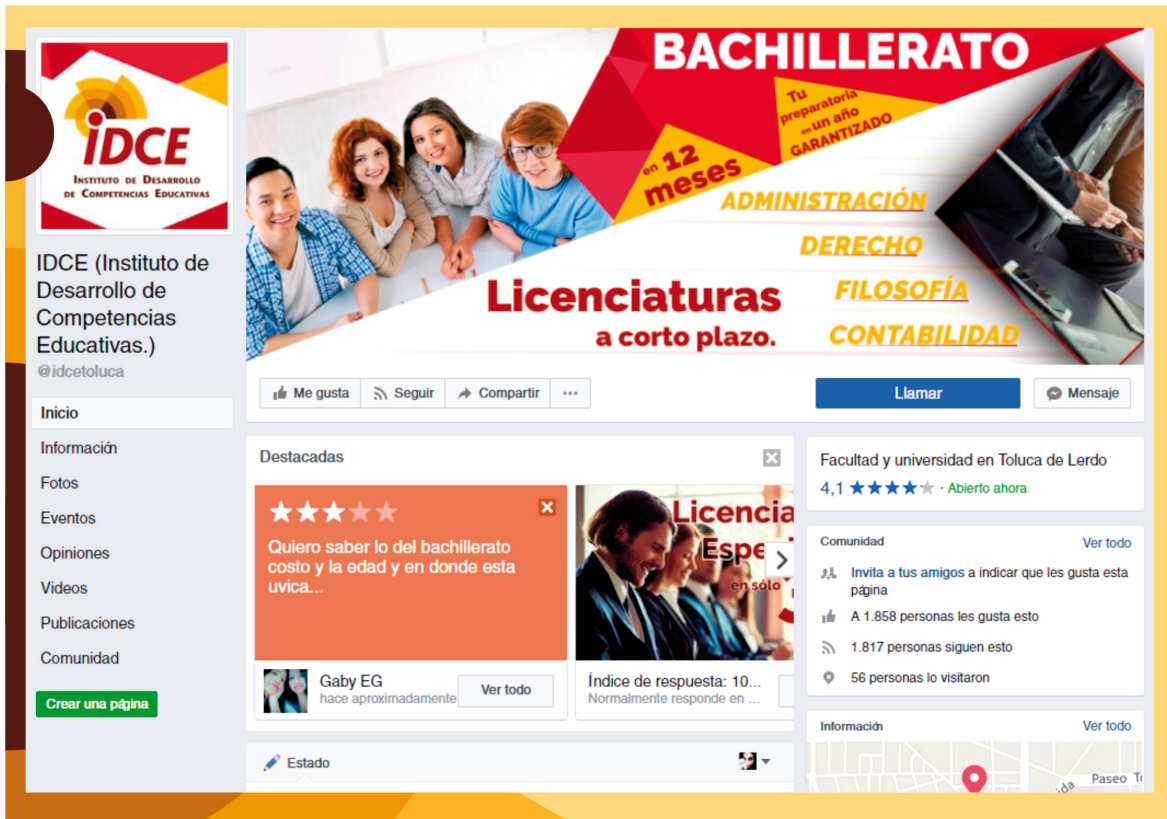 iDCE
INSTITUTO DE DESARROLLO
DE COMPETENCIAS EDUCATIVAS
IDCE (Instituto de
Desarrollo de
Competencias
Educativas.)
@idcetoluca
Inicio
Información
Fotos
Eventos
Opiniones
Videos
Publicaciones
Comunidad
Crear una página
BACHILLERATO
Tu
preparatoria
en un año
GARANTIZADO
en 12
meses
ADMINISTRACIÓN
DERECHO
FILOSOFÍA
CONTABILIDAD
Licenciaturas
a corto plazo.
Me gusta
Seguir
Compartir
...
Llamar
Mensaje
Destacadas
Quiero saber lo del bachillerato
costo y la edad y en donde esta
uvica...
Gaby EG
hace aproximadamente
Ver todo
Licencia
Espe
en sólo
Índice de respuesta: 10...
Normalmente responde en ...
Estado
Facultad y universidad en Toluca de Lerdo
4,1 · Abierto ahora
Comunidad
Ver todo
Invita a tus amigos a indicar que les gusta esta
página
A 1.858 personas les gusta esto
1.817 personas siguen esto
56 personas lo visitaron
Información
Ver todo
Paseo